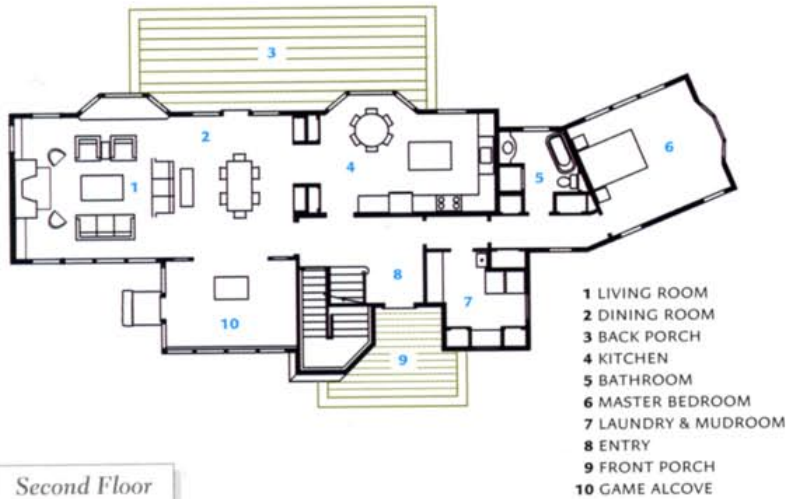 3
2
1
4
5
6
8
7
10
9
1 LIVING ROOM
2 DINING ROOM
3 BACK PORCH
4 KITCHEN
5 BATHROOM
6 MASTER BEDROOM
7 LAUNDRY & MUDROOM
8 ENTRY
9 FRONT PORCH
10 GAME ALCOVE
Second Floor